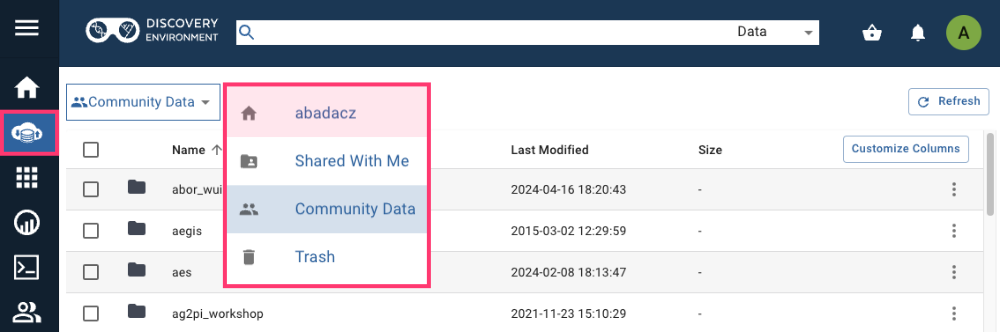 DISCOVERY
ENVIRONMENT
Data
A
Community Data
abadacz
Refresh
Name
Shared With Me
Last Modified
Size
Customize Columns
abor_wui
2024-04-16 18:20:43
-
Community Data
aegis
2015-03-02 12:29:59
-
Trash
aes
2024-02-08 18:13:47
-
ag2pi_workshop
2021-11-23 15:10:29
-